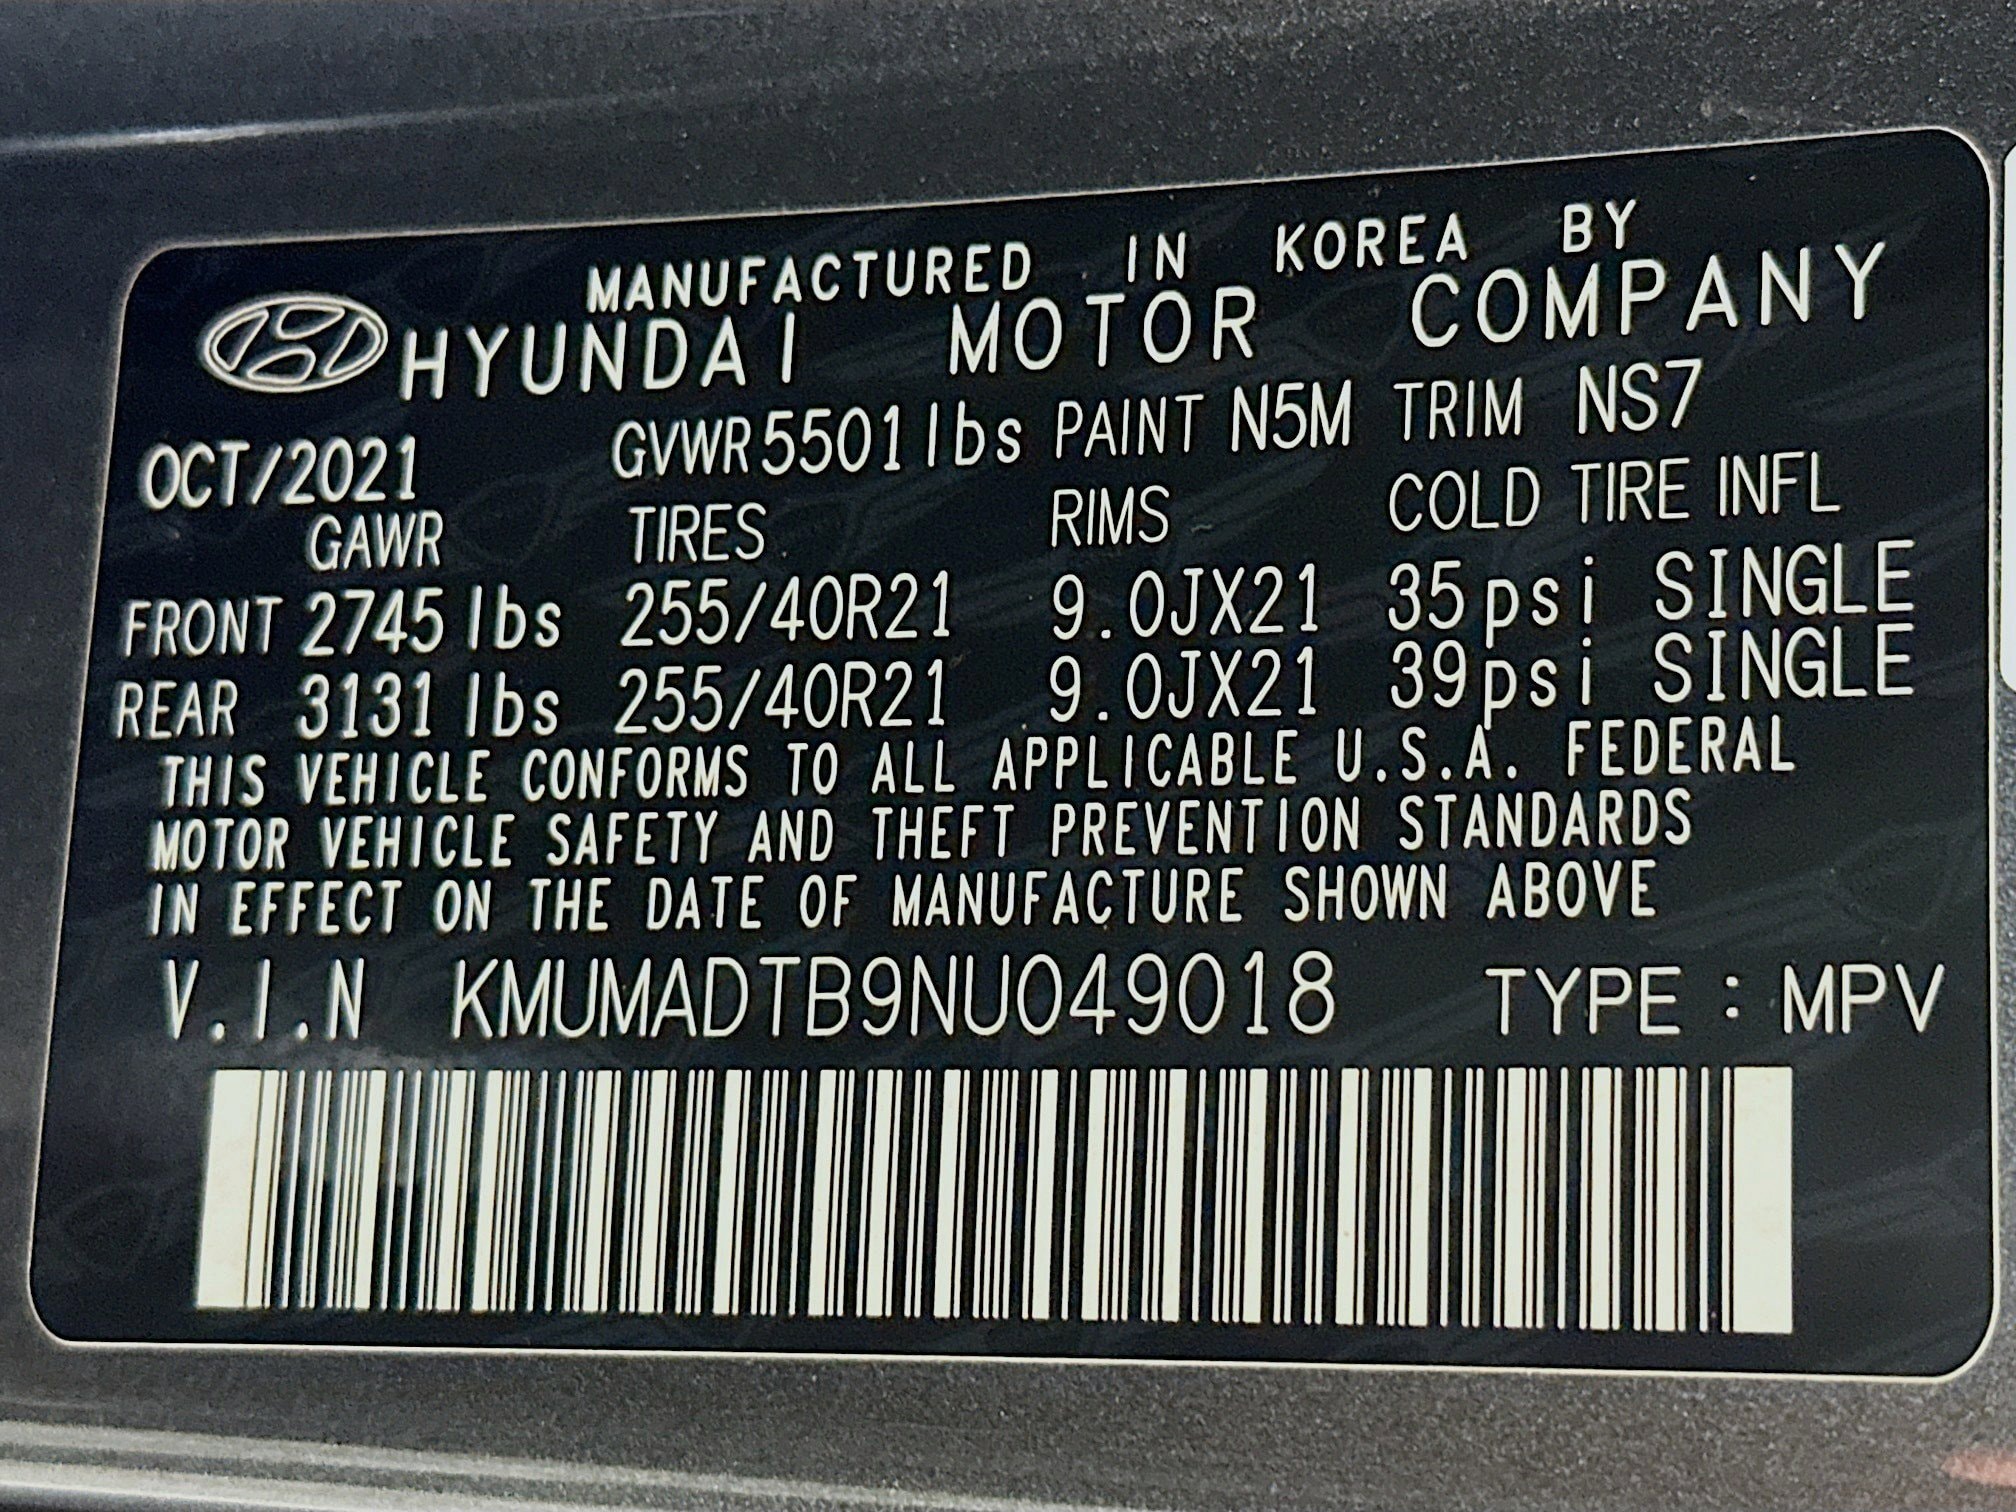 MANUFACTURED IN KOREA BY
HYUNDAI MOTOR COMPANY
OCT/2021 GVWR 5501 lbs PAINT N5M TRIM NS7
GAWR TIRES RIMS COLD TIRE INFL
FRONT 2745 lbs 255/40R21 9.0JX21 35psi SINGLE
REAR 3131 lbs 255/40R21 9.0JX21 39psi SINGLE
THIS VEHICLE CONFORMS TO ALL APPLICABLE U.S.A. FEDERAL
MOTOR VEHICLE SAFETY AND THEFT PREVENTION STANDARDS
IN EFFECT ON THE DATE OF MANUFACTURE SHOWN ABOVE
V.I.N KMUMADTB9NU049018 TYPE : MPV